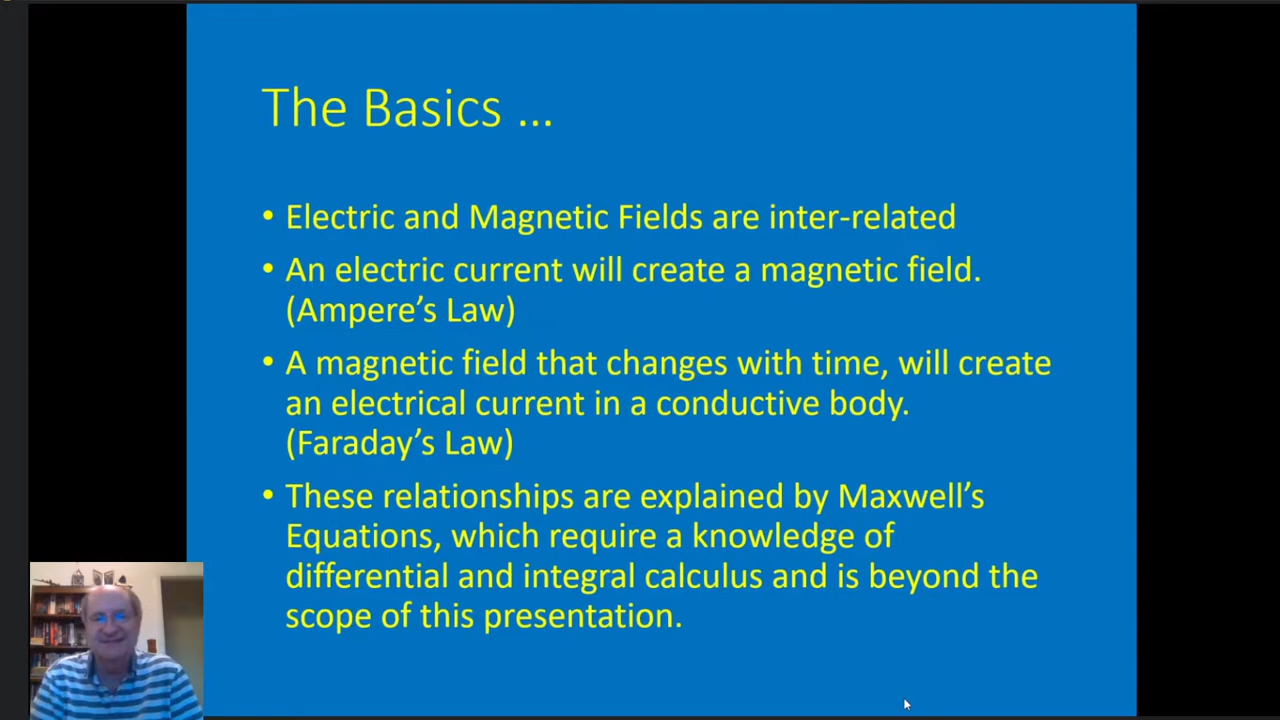 The Basics ...
• Electric and Magnetic Fields are inter-related
• An electric current will create a magnetic field.
(Ampere’s Law)
• A magnetic field that changes with time, will create
an electrical current in a conductive body.
(Faraday’s Law)
• These relationships are explained by Maxwell’s
Equations, which require a knowledge of
differential and integral calculus and is beyond the
scope of this presentation.